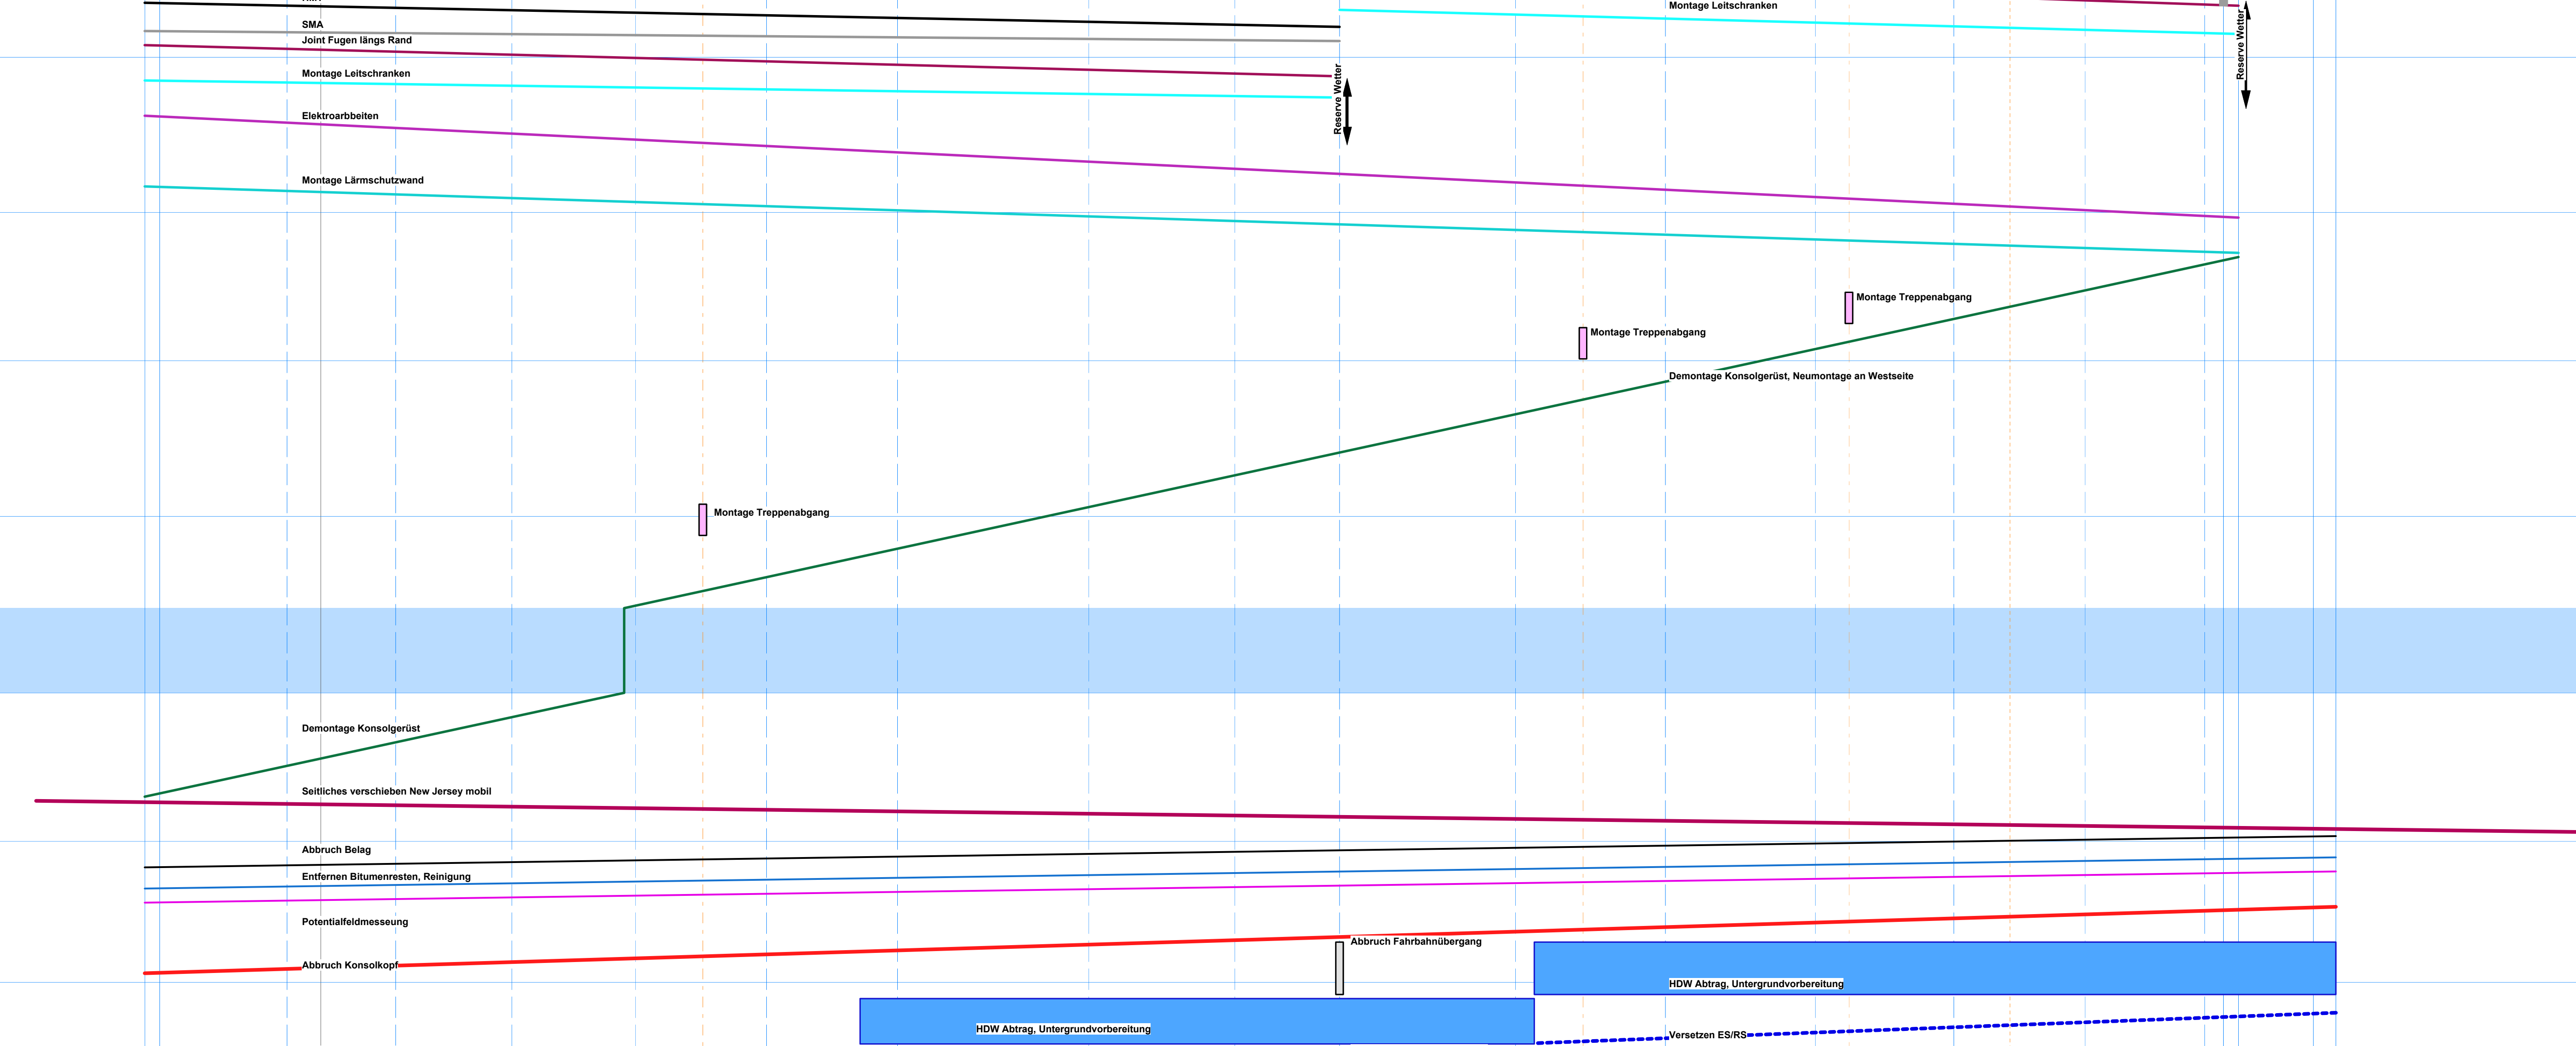 Montage Leitschranken
SMA
Joint Fugen längs Rand
Reserve Wetter
Montage Leitschranken
Reserve Wetter
Elektroarbbeiten
Montage Lärmschutzwand
Montage Treppenabgang
Montage Treppenabgang
Demontage Konsolgerüst, Neumontage an Westseite
Montage Treppenabgang
Demontage Konsolgerüst
Seitliches verschieben New Jersey mobil
Abbruch Belag
Entfernen Bitumenresten, Reinigung
Potentialfeldmesseung
Abbruch Fahrbahnübergang
Abbruch Konsolkopf
HDW Abtrag, Untergrundvorbereitung
HDW Abtrag, Untergrundvorbereitung
Versetzen ES/RS